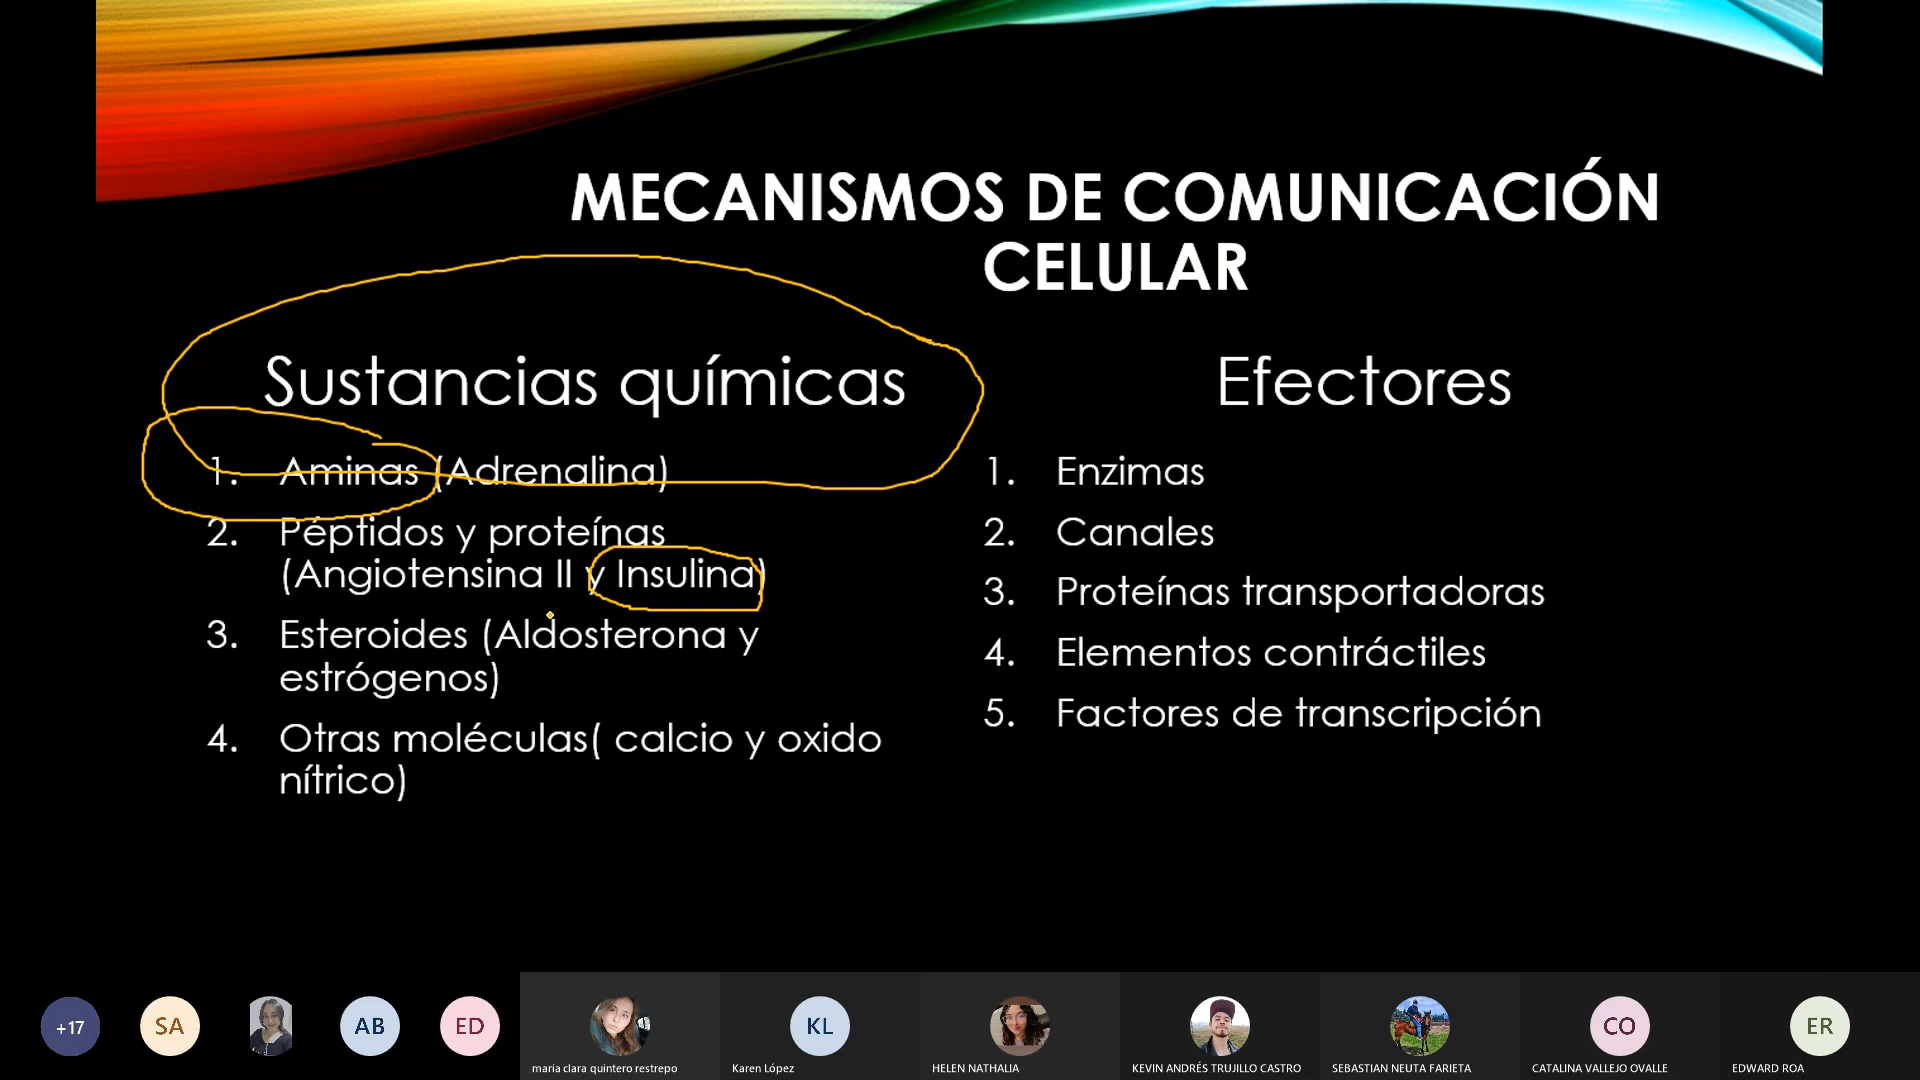 MECANISMOS DE COMUNICACIÓN
CELULAR
Sustancias químicas
1. Aminas (Adrenalina)
2. Péptidos y proteínas
(Angiotensina II y Insulina)
3. Esteroides (Aldosterona y
estrógenos)
4. Otras moléculas( calcio y oxido
nítrico)
Efectores
1. Enzimas
2. Canales
3. Proteínas transportadoras
4. Elementos contráctiles
5. Factores de transcripción
+17
SA
AB
ED
maria clara quintero restrepo
KL
Karen López
HELEN NATHALIA
KEVIN ANDRÉS TRUJILLO CASTRO
SEBASTIAN NEUTA FARIETA
CO
CATALINA VALLEJO OVALLE
ER
EDWARD ROA